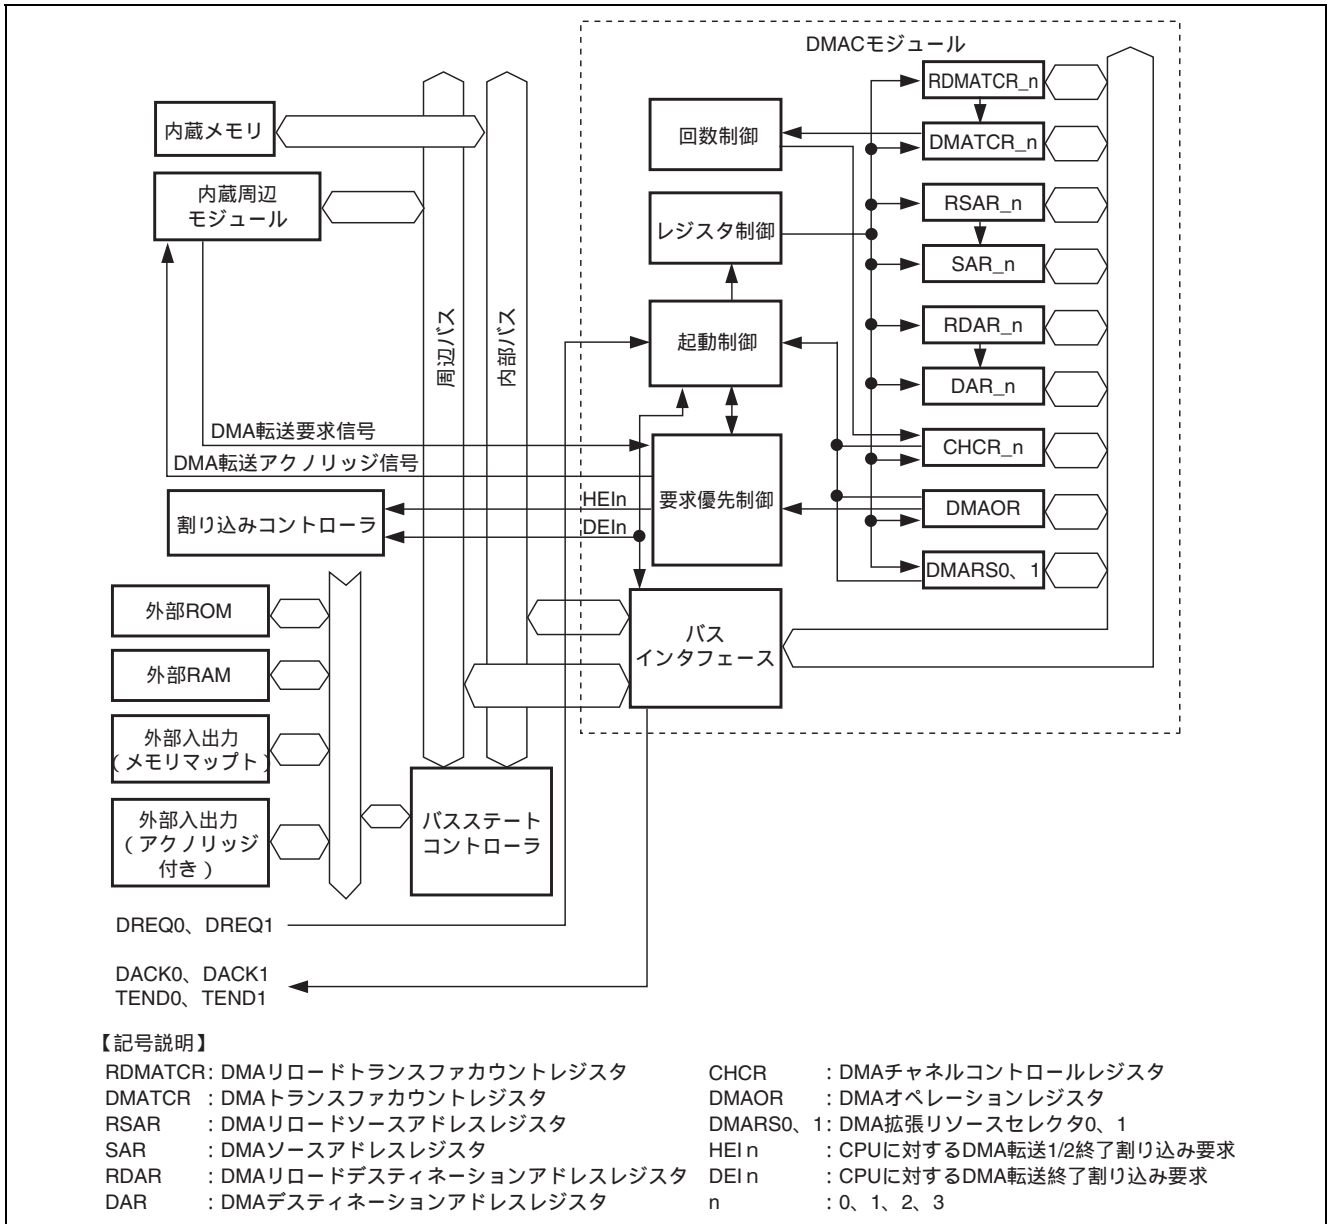 DMACモジュール
RDMATCR_n
内蔵メモリ
回数制御
DMATCR_n
内蔵周辺
モジュール
RSAR_n
レジスタ制御
SAR_n
周辺バス
内部バス
起動制御
RDAR_n
DAR_n
DMA転送要求信号
DMA転送アクノリッジ信号
CHCR_n
HEIn
要求優先制御
DMAOR
割り込みコントローラ
DEIn
DMARS0、1
外部ROM
バス
インタフェース
外部RAM
外部入出力
(メモリマップト)
外部入出力
(アクノリッジ
付き)
バスステート
コントローラ
DREQ0、DREQ1
DACK0、DACK1
TEND0、TEND1
【記号説明】
RDMATCR:DMAリロードトランスファカウントレジスタ
DMATCR :DMAトランスファカウントレジスタ
RSAR :DMAリロードソースアドレスレジスタ
SAR :DMAソースアドレスレジスタ
RDAR :DMAリロードデスティネーションアドレスレジスタ
DAR :DMAデスティネーションアドレスレジスタ
CHCR :DMAチャネルコントロールレジスタ
DMAOR :DMAオペレーションレジスタ
DMARS0、1:DMA拡張リソースセレクタ0、1
HEIn :CPUに対するDMA転送1/2終了割り込み要求
DEIn :CPUに対するDMA転送終了割り込み要求
n :0、1、2、3